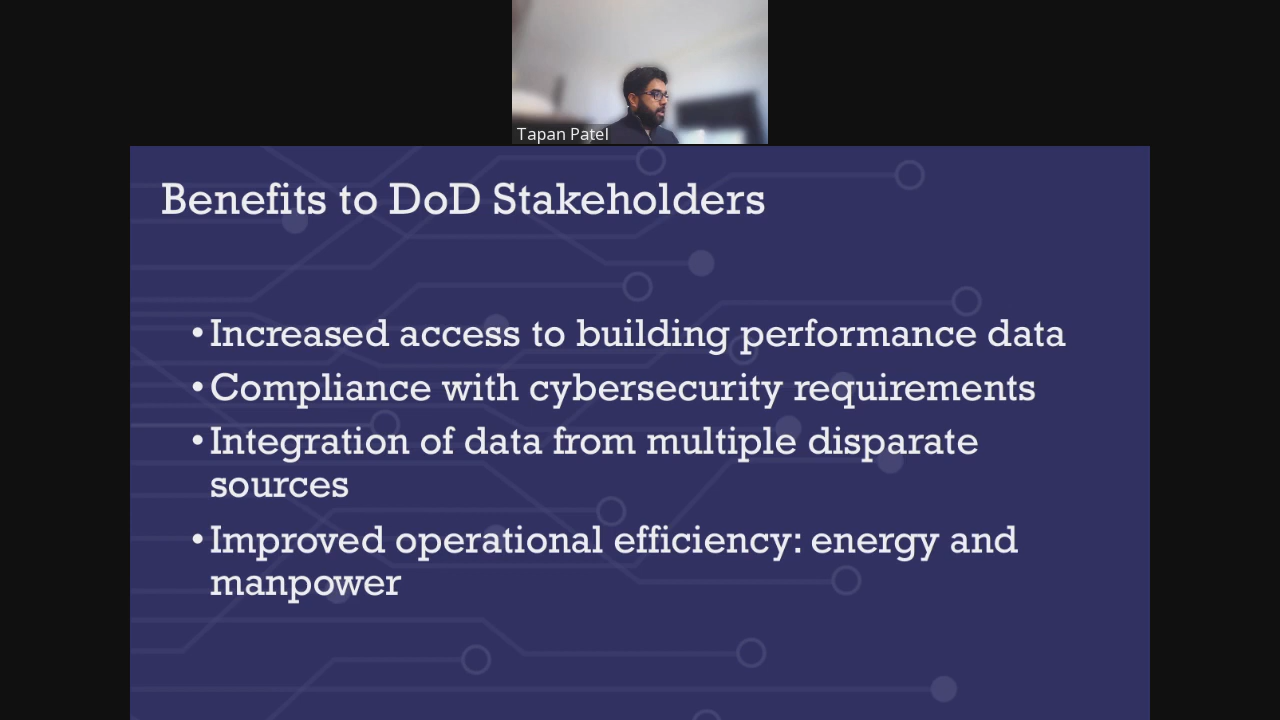 Tapan Patel
Benefits to DoD Stakeholders
• Increased access to building performance data
• Compliance with cybersecurity requirements
• Integration of data from multiple disparate
sources
• Improved operational efficiency: energy and
manpower